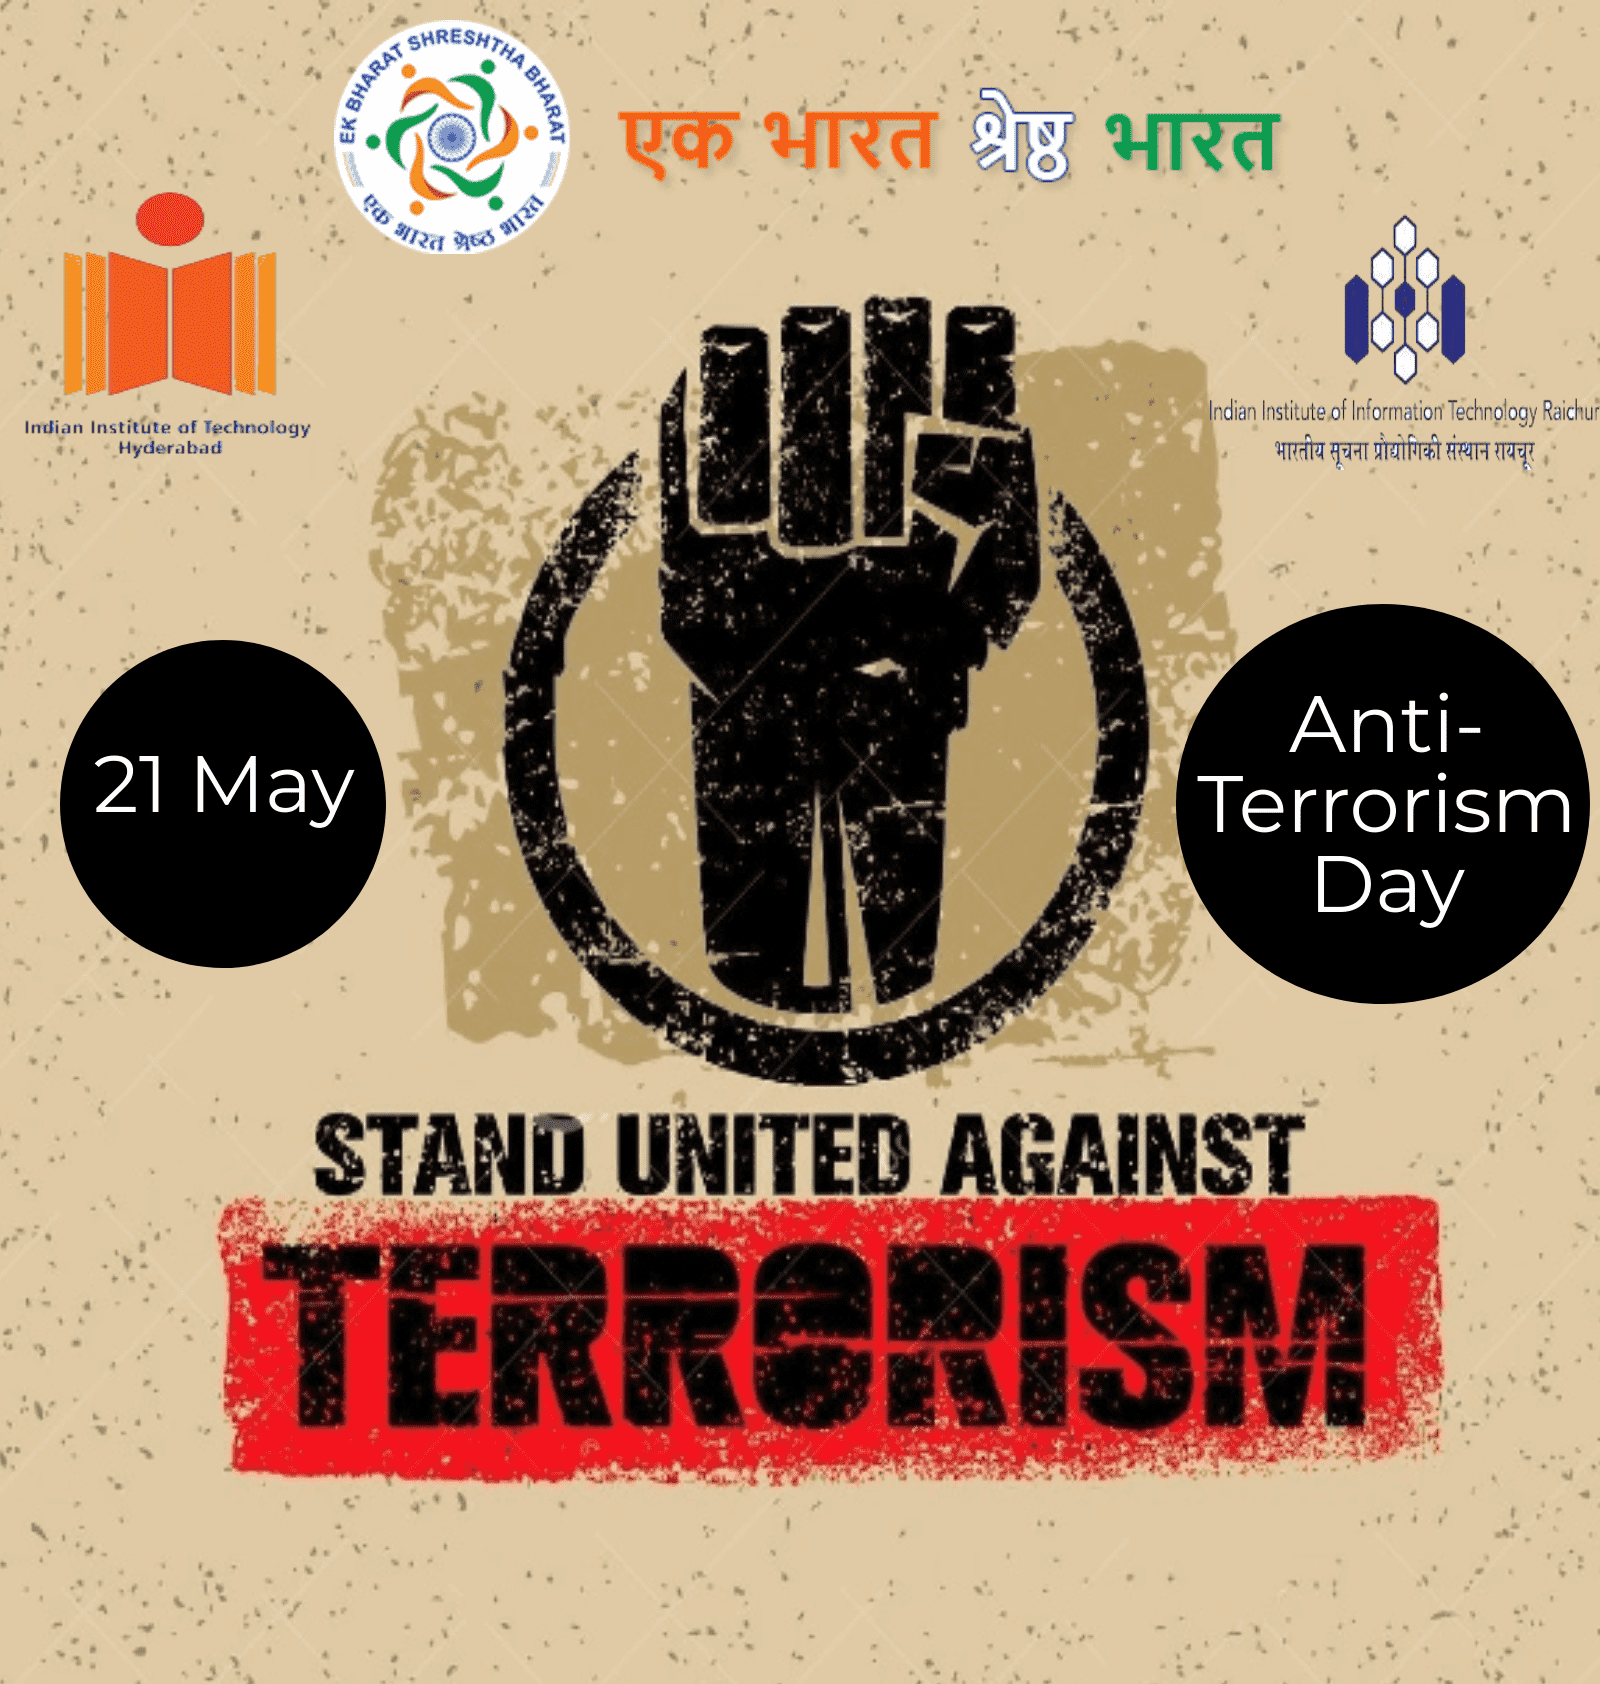 EK BHARAT SHRESHTHA BHARAT
एक भारत श्रेष्ठ भारत
एक भारत श्रेष्ठ भारत
Indian Institute of Technology
Hyderabad
Indian Institute of Information Technology Raichur
भारतीय सूचना प्रौद्योगिकी संस्थान रायचूर
21 May
Anti-
Terrorism
Day
STAND UNITED AGAINST
TERRORISM